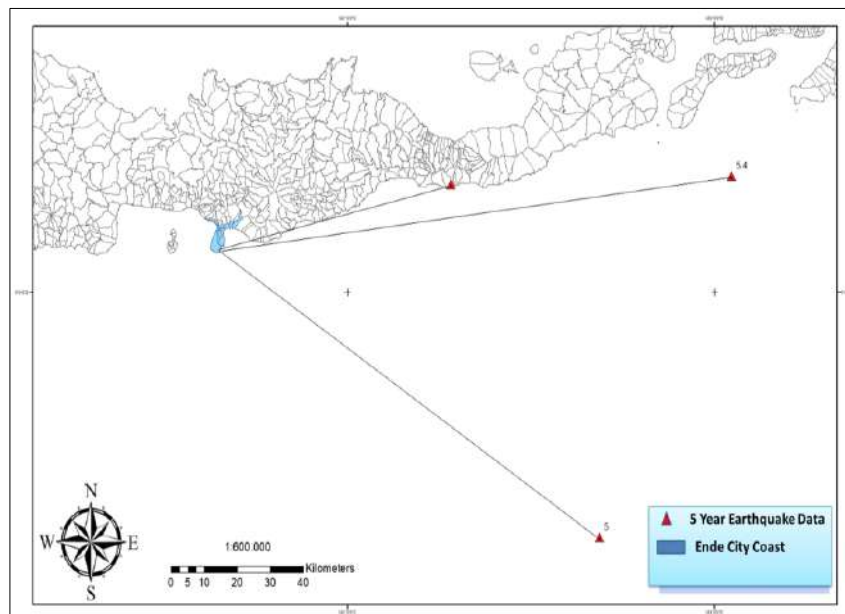 5.4
5
N
W E
S
1:600.000
Kilometers
0 5 10 20 30 40
5 Year Earthquake Data
Ende City Coast